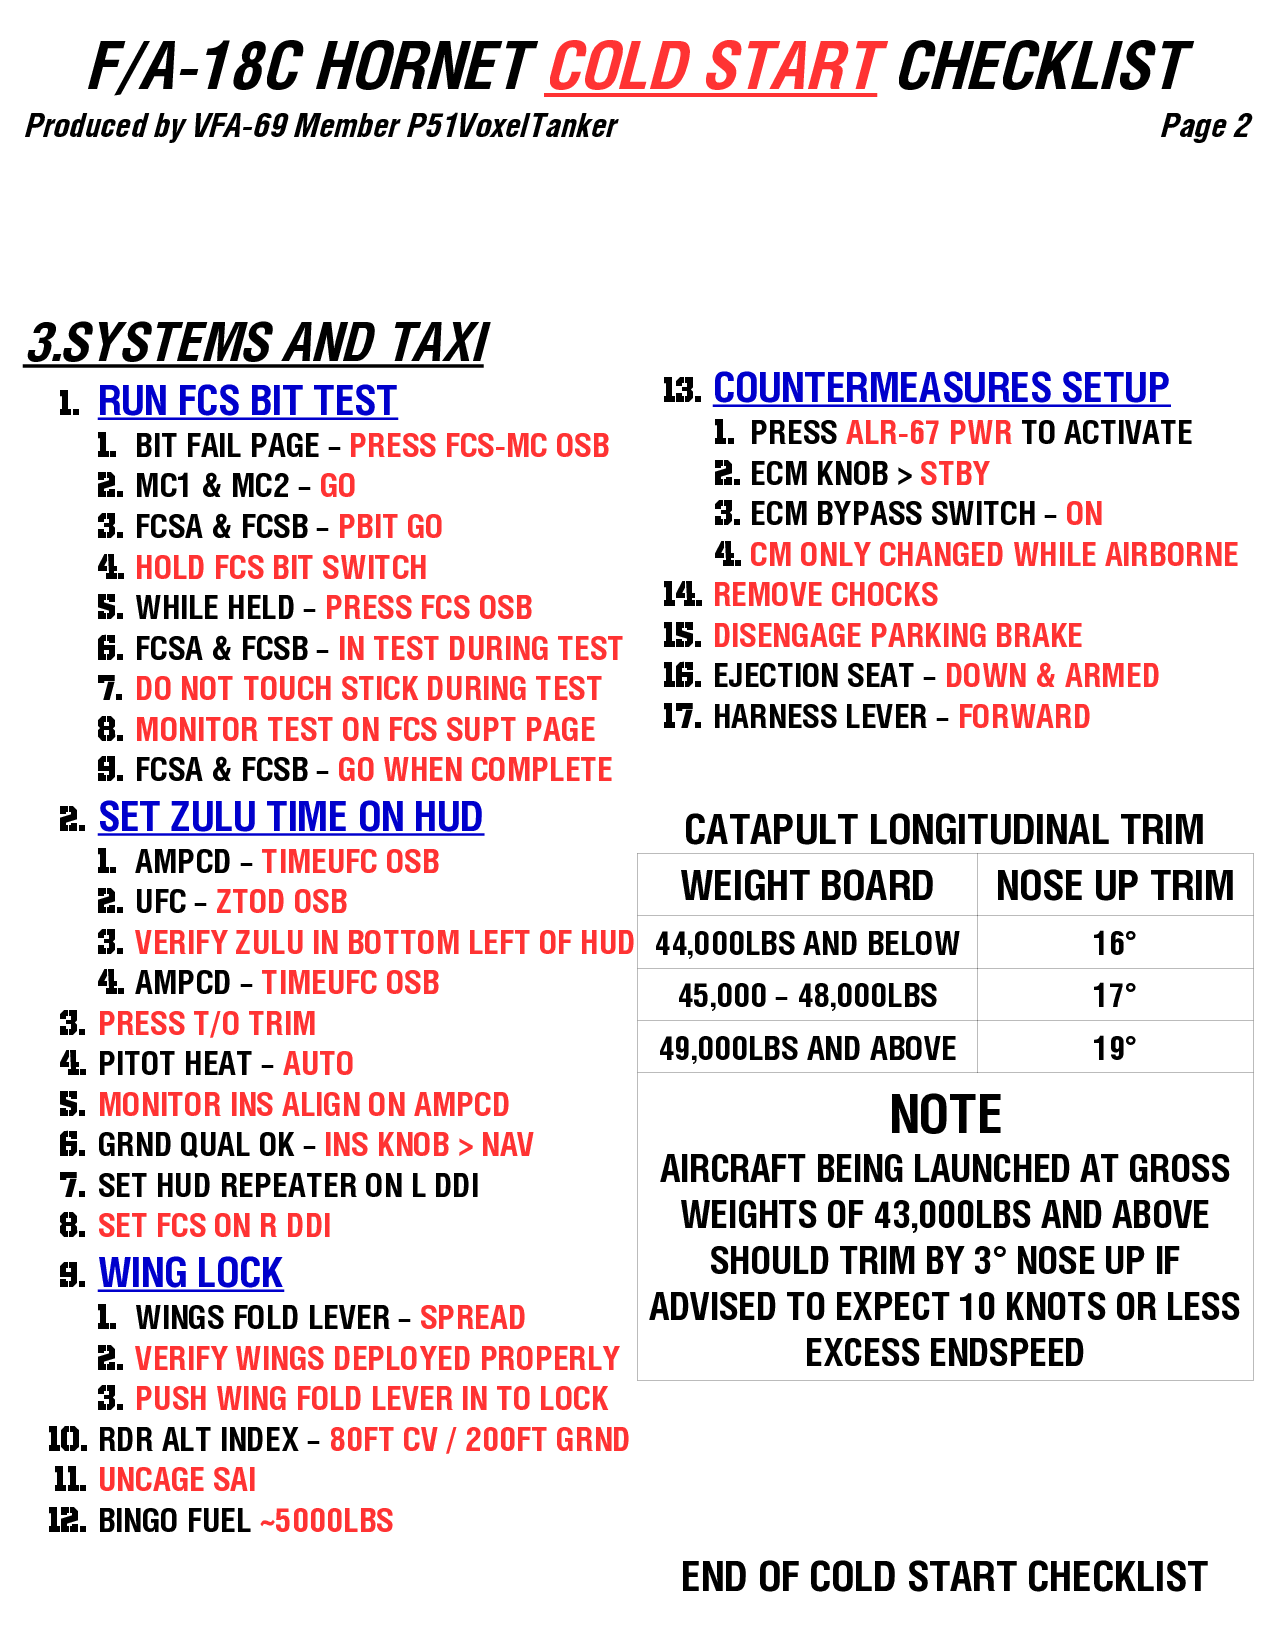 F/A-18C HORNET COLD START CHECKLIST
Produced by VFA-69 Member P51VoxelTanker Page 2
3.SYSTEMS AND TAXI
1. RUN FCS BIT TEST
1. BIT FAIL PAGE – PRESS FCS-MC OSB
2. MC1 & MC2 – GO
3. FCSA & FCSB – PBIT GO
4. HOLD FCS BIT SWITCH
5. WHILE HELD – PRESS FCS OSB
6. FCSA & FCSB – IN TEST DURING TEST
7. DO NOT TOUCH STICK DURING TEST
8. MONITOR TEST ON FCS SUPT PAGE
9. FCSA & FCSB – GO WHEN COMPLETE
2. SET ZULU TIME ON HUD
1. AMPCD – TIMEUFC OSB
2. UFC – ZTOD OSB
3. VERIFY ZULU IN BOTTOM LEFT OF HUD
4. AMPCD – TIMEUFC OSB
3. PRESS T/O TRIM
4. PITOT HEAT – AUTO
5. MONITOR INS ALIGN ON AMPCD
6. GRND QUAL OK – INS KNOB > NAV
7. SET HUD REPEATER ON L DDI
8. SET FCS ON R DDI
9. WING LOCK
1. WINGS FOLD LEVER – SPREAD
2. VERIFY WINGS DEPLOYED PROPERLY
3. PUSH WING FOLD LEVER IN TO LOCK
10. RDR ALT INDEX – 80FT CV / 200FT GRND
11. UNCAGE SAI
12. BINGO FUEL ~5000LBS
13. COUNTERMEASURES SETUP
1. PRESS ALR-67 PWR TO ACTIVATE
2. ECM KNOB > STBY
3. ECM BYPASS SWITCH – ON
4. CM ONLY CHANGED WHILE AIRBORNE
14. REMOVE CHOCKS
15. DISENGAGE PARKING BRAKE
16. EJECTION SEAT – DOWN & ARMED
17. HARNESS LEVER – FORWARD
CATAPULT LONGITUDINAL TRIM
WEIGHT BOARD NOSE UP TRIM
44,000LBS AND BELOW 16°
45,000 – 48,000LBS 17°
49,000LBS AND ABOVE 19°
NOTE
AIRCRAFT BEING LAUNCHED AT GROSS
WEIGHTS OF 43,000LBS AND ABOVE
SHOULD TRIM BY 3° NOSE UP IF
ADVISED TO EXPECT 10 KNOTS OR LESS
EXCESS ENDSPEED
END OF COLD START CHECKLIST